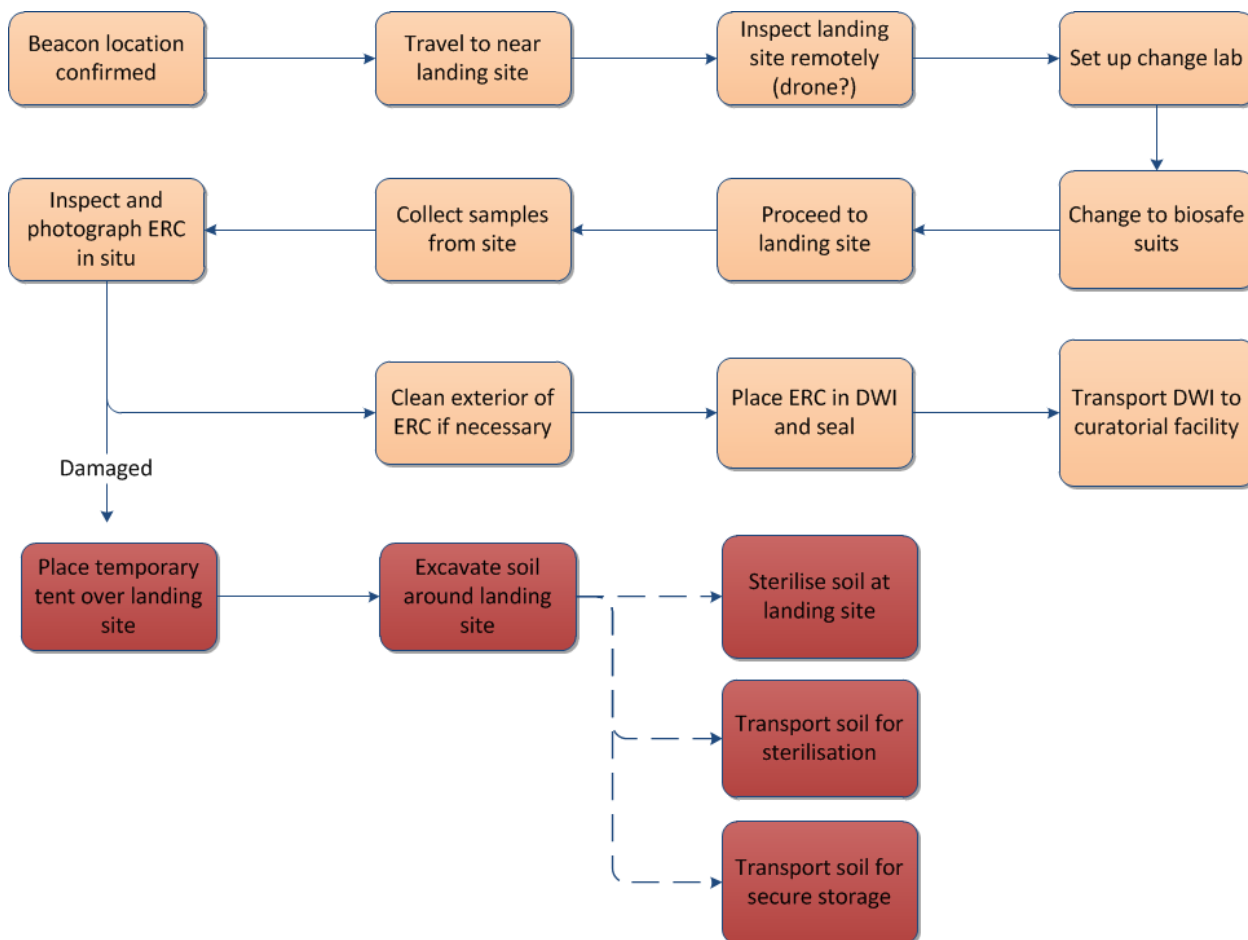 Beacon location
confirmed
Travel to near
landing site
Inspect landing
site remotely
(drone?)
Set up change lab
Inspect and
photograph ERC
in situ
Collect samples
from site
Proceed to
landing site
Change to biosafe
suits
Clean exterior of
ERC if necessary
Place ERC in DWI
and seal
Transport DWI to
curatorial facility
Damaged
Place temporary
tent over landing
site
Excavate soil
around landing
site
Sterilise soil at
landing site
Transport soil for
sterilisation
Transport soil for
secure storage